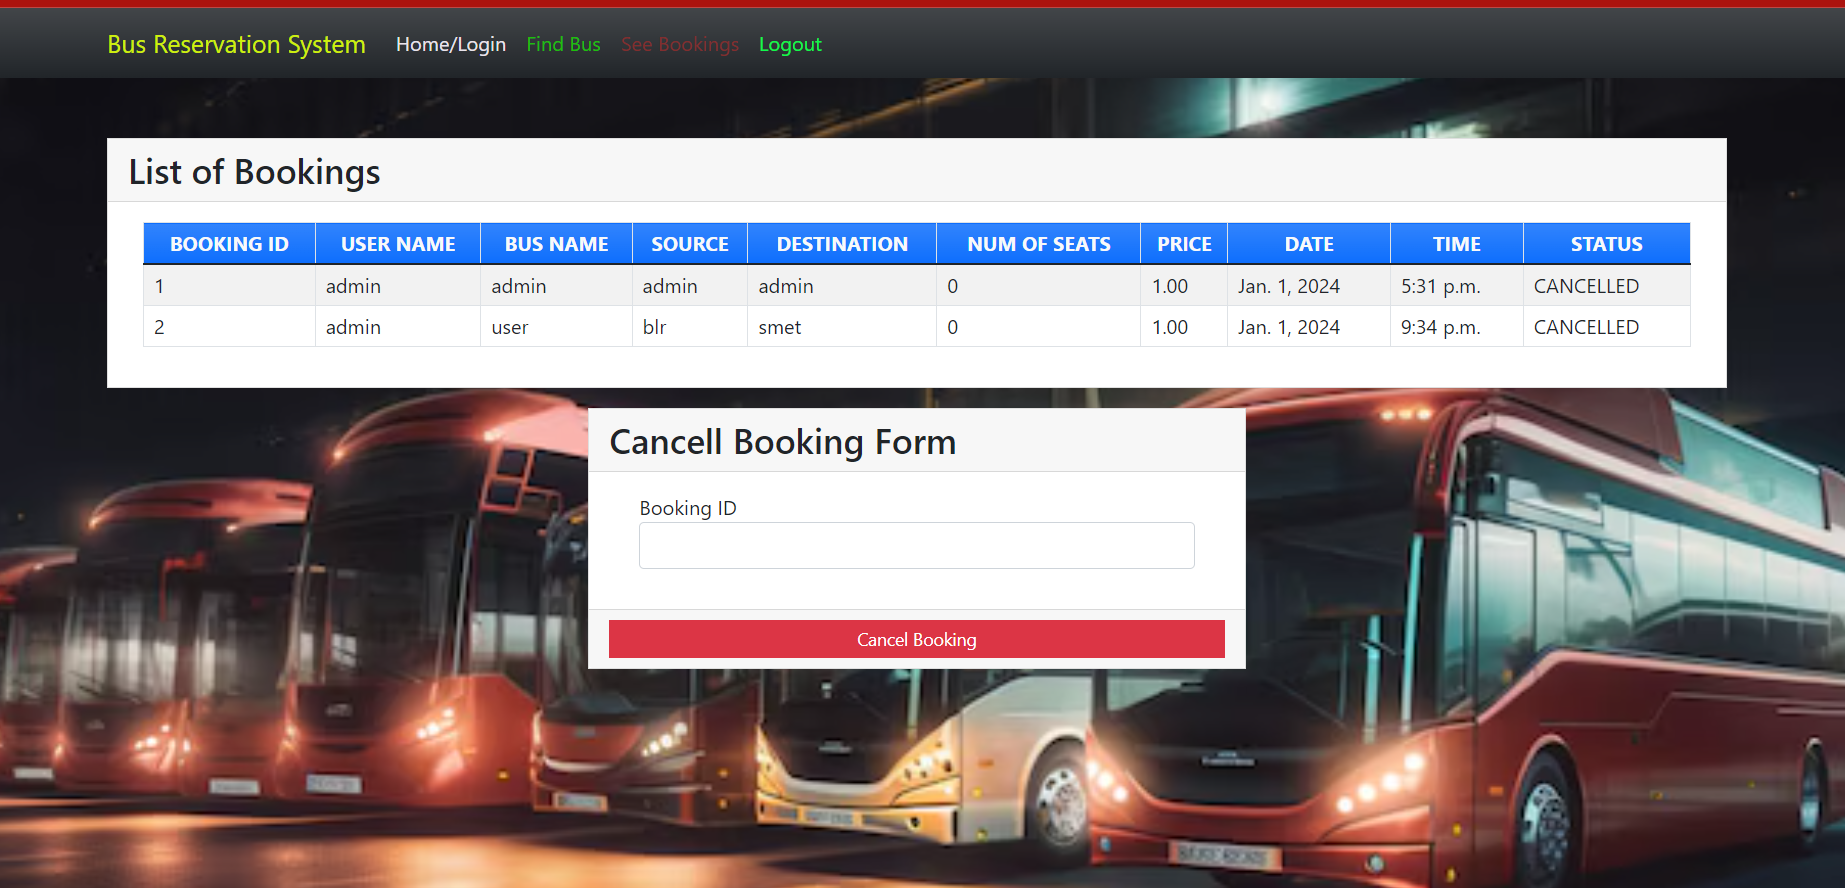 Bus Reservation System Home/Login Find Bus See Bookings Logout
List of Bookings
BOOKING ID USER NAME BUS NAME SOURCE DESTINATION NUM OF SEATS PRICE DATE TIME STATUS
1 admin admin admin admin 0 1.00 Jan. 1, 2024 5:31 p.m. CANCELLED
2 admin user blr smet 0 1.00 Jan. 1, 2024 9:34 p.m. CANCELLED
Cancell Booking Form
Booking ID
Cancel Booking